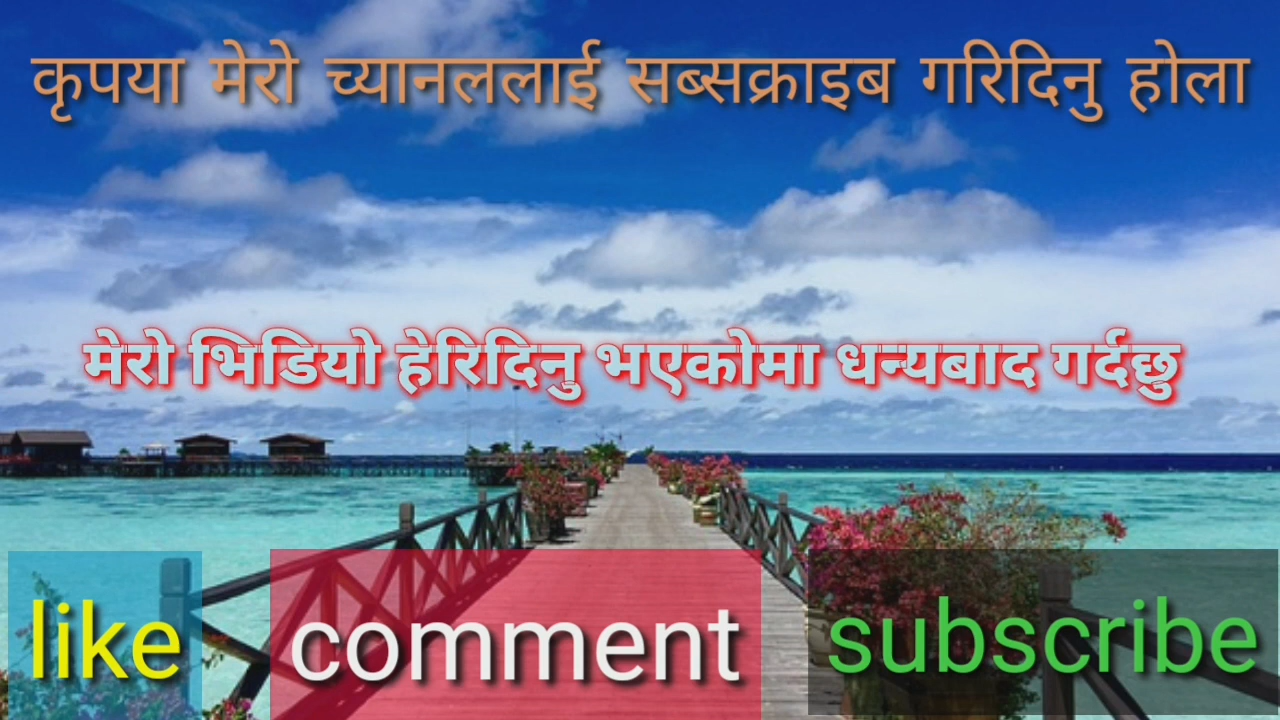 कृपया मेरो च्यानललाई सब्सक्राइब गरिदिनु होला
मेरो भिडियो हेरिदिनु भएकोमा धन्यबाद गर्दछु
like comment subscribe